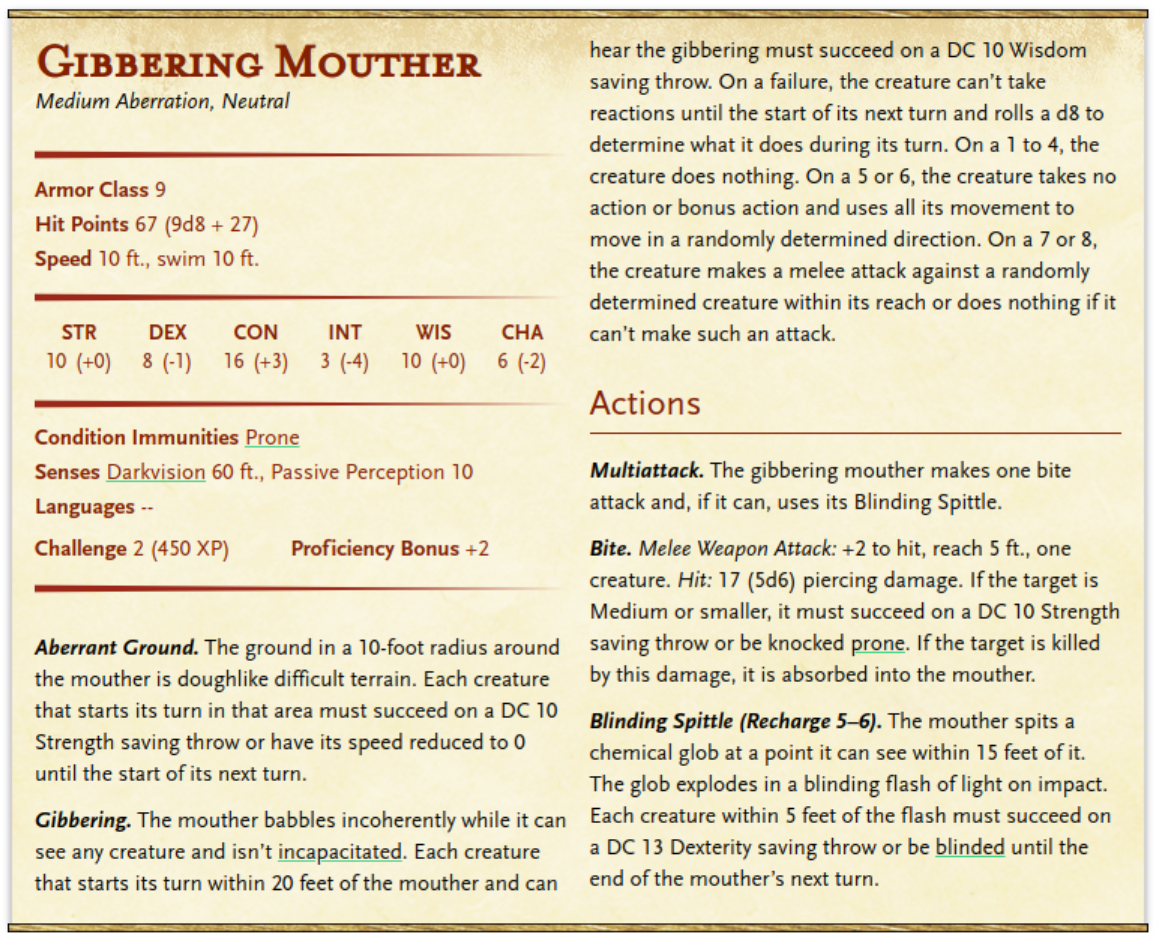 GIBBERING MOUTHER
Medium Aberration, Neutral
Armor Class 9
Hit Points 67 (9d8 + 27)
Speed 10 ft., swim 10 ft.
STR DEX CON INT WIS CHA
10 (+0) 8 (-1) 16 (+3) 3 (-4) 10 (+0) 6 (-2)
Condition Immunities Prone
Senses Darkvision 60 ft., Passive Perception 10
Languages --
Challenge 2 (450 XP) Proficiency Bonus +2
Aberrant Ground. The ground in a 10-foot radius around
the mouther is doughlike difficult terrain. Each creature
that starts its turn in that area must succeed on a DC 10
Strength saving throw or have its speed reduced to 0
until the start of its next turn.
Gibbering. The mouther babbles incoherently while it can
see any creature and isn't incapacitated. Each creature
that starts its turn within 20 feet of the mouther and can
hear the gibbering must succeed on a DC 10 Wisdom
saving throw. On a failure, the creature can't take
reactions until the start of its next turn and rolls a d8 to
determine what it does during its turn. On a 1 to 4, the
creature does nothing. On a 5 or 6, the creature takes no
action or bonus action and uses all its movement to
move in a randomly determined direction. On a 7 or 8,
the creature makes a melee attack against a randomly
determined creature within its reach or does nothing if it
can't make such an attack.
Actions
Multiattack. The gibbering mouther makes one bite
attack and, if it can, uses its Blinding Spittle.
Bite. Melee Weapon Attack: +2 to hit, reach 5 ft., one
creature. Hit: 17 (5d6) piercing damage. If the target is
Medium or smaller, it must succeed on a DC 10 Strength
saving throw or be knocked prone. If the target is killed
by this damage, it is absorbed into the mouther.
Blinding Spittle (Recharge 5–6). The mouther spits a
chemical glob at a point it can see within 15 feet of it.
The glob explodes in a blinding flash of light on impact.
Each creature within 5 feet of the flash must succeed on
a DC 13 Dexterity saving throw or be blinded until the
end of the mouther's next turn.